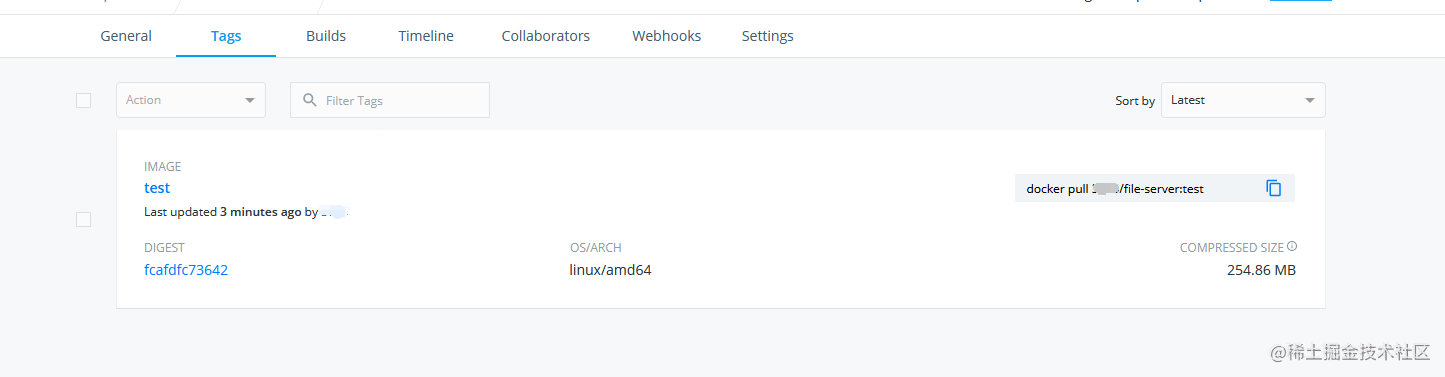 General Tags Builds Timeline Collaborators Webhooks Settings
Action Filter Tags Sort by Latest
IMAGE
test
docker pull /file-server:test
Last updated 3 minutes ago by
DIGEST OS/ARCH COMPRESSED SIZE
fcafdfc73642 linux/amd64 254.86 MB
@稀土掘金技术社区